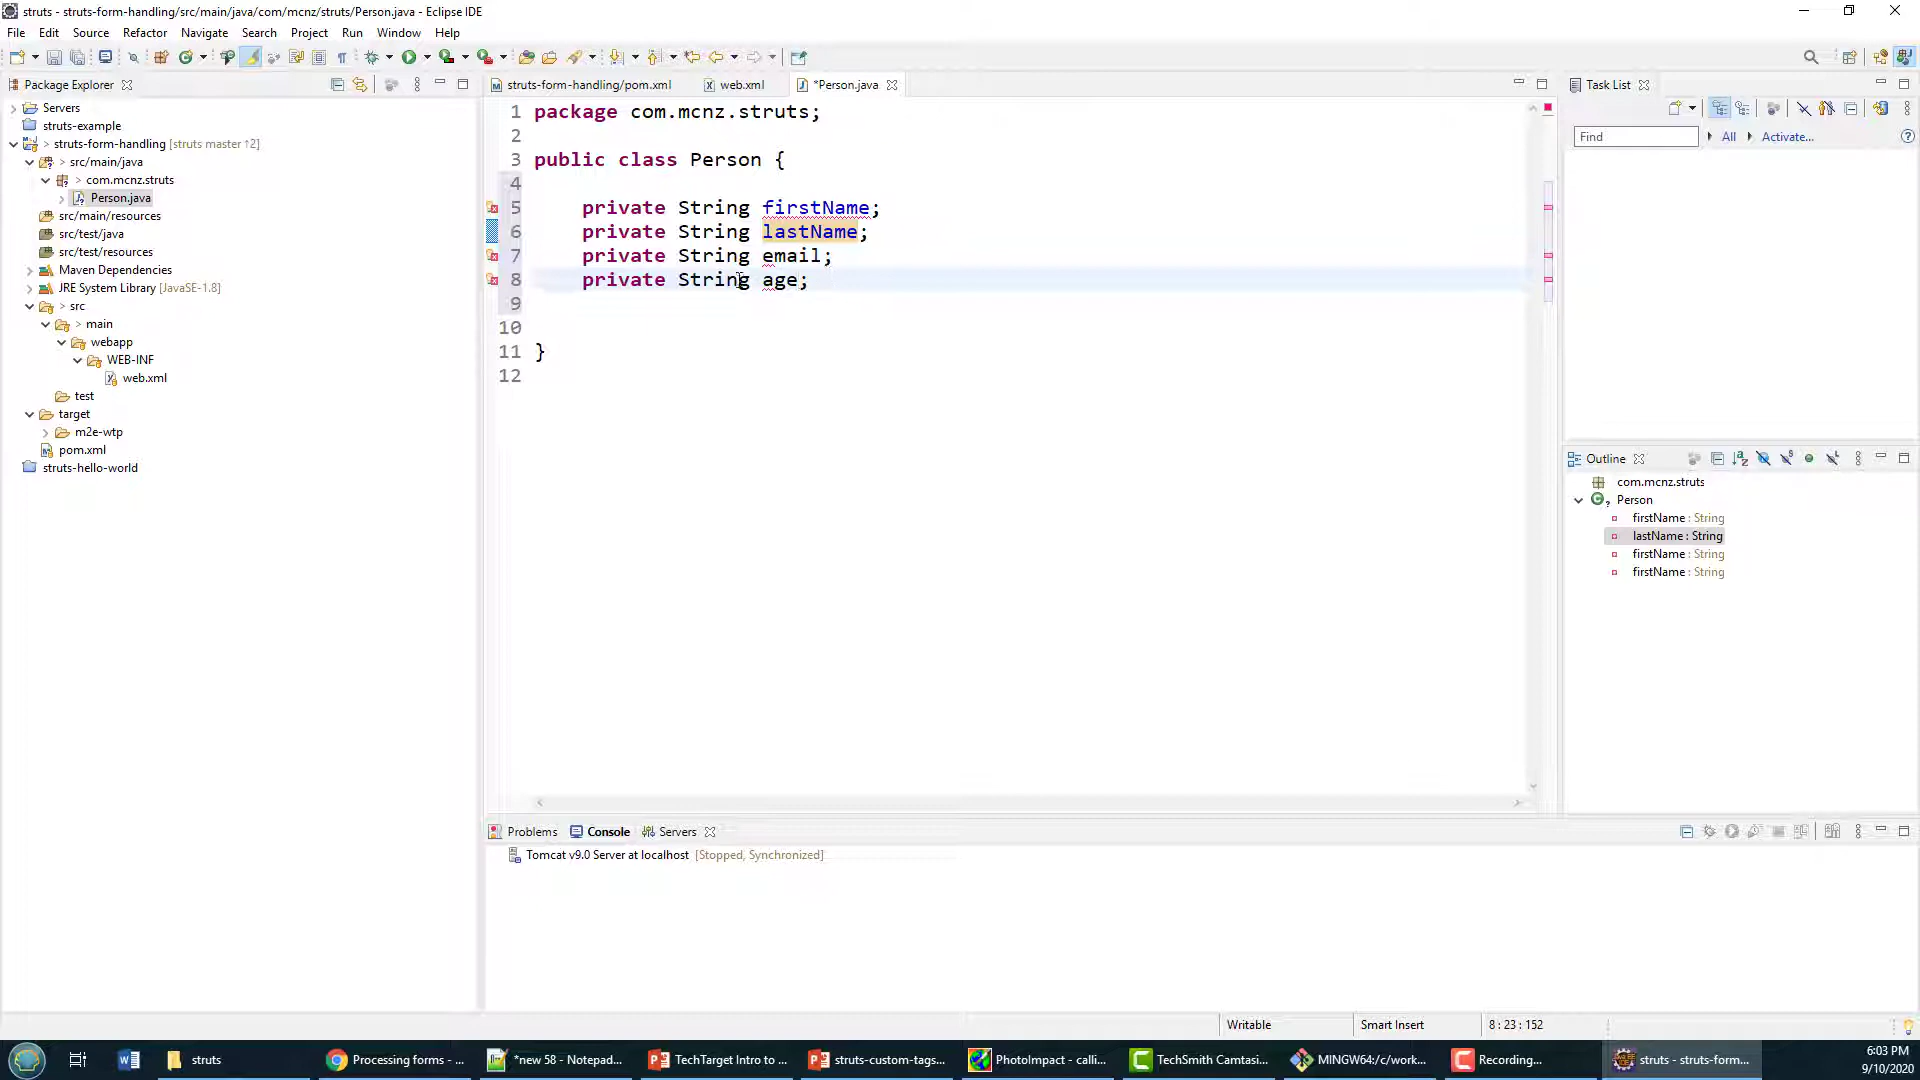 struts - struts-form-handling/src/main/java/com/mcnz/struts/Person.java - Eclipse IDE
File Edit Source Refactor Navigate Search Project Run Window Help
Package Explorer
Servers
struts-example
> struts-form-handling [struts master ↑2]
> src/main/java
> com.mcnz.struts
Person.java
src/main/resources
src/test/java
src/test/resources
Maven Dependencies
JRE System Library [JavaSE-1.8]
> src
> main
webapp
WEB-INF
web.xml
test
target
m2e-wtp
pom.xml
struts-hello-world
struts-form-handling/pom.xml web.xml *Person.java
1 package com.mcnz.struts;
2
3 public class Person {
4
5 private String firstName;
6 private String lastName;
7 private String email;
8 private String age;
9
10
11 }
12
Task List
Find All Activate...
Outline
com.mcnz.struts
Person
firstName : String
lastName : String
firstName : String
firstName : String
Problems Console Servers
Tomcat v9.0 Server at localhost [Stopped, Synchronized]
Writable Smart Insert 8 : 23 : 152
struts Processing forms - ... *new 58 - Notepad... TechTarget Intro to ... struts-custom-tags... PhotoImpact - calli... TechSmith Camtasi... MINGW64:/c/work... Recording... struts - struts-form...
6:03 PM
9/10/2020